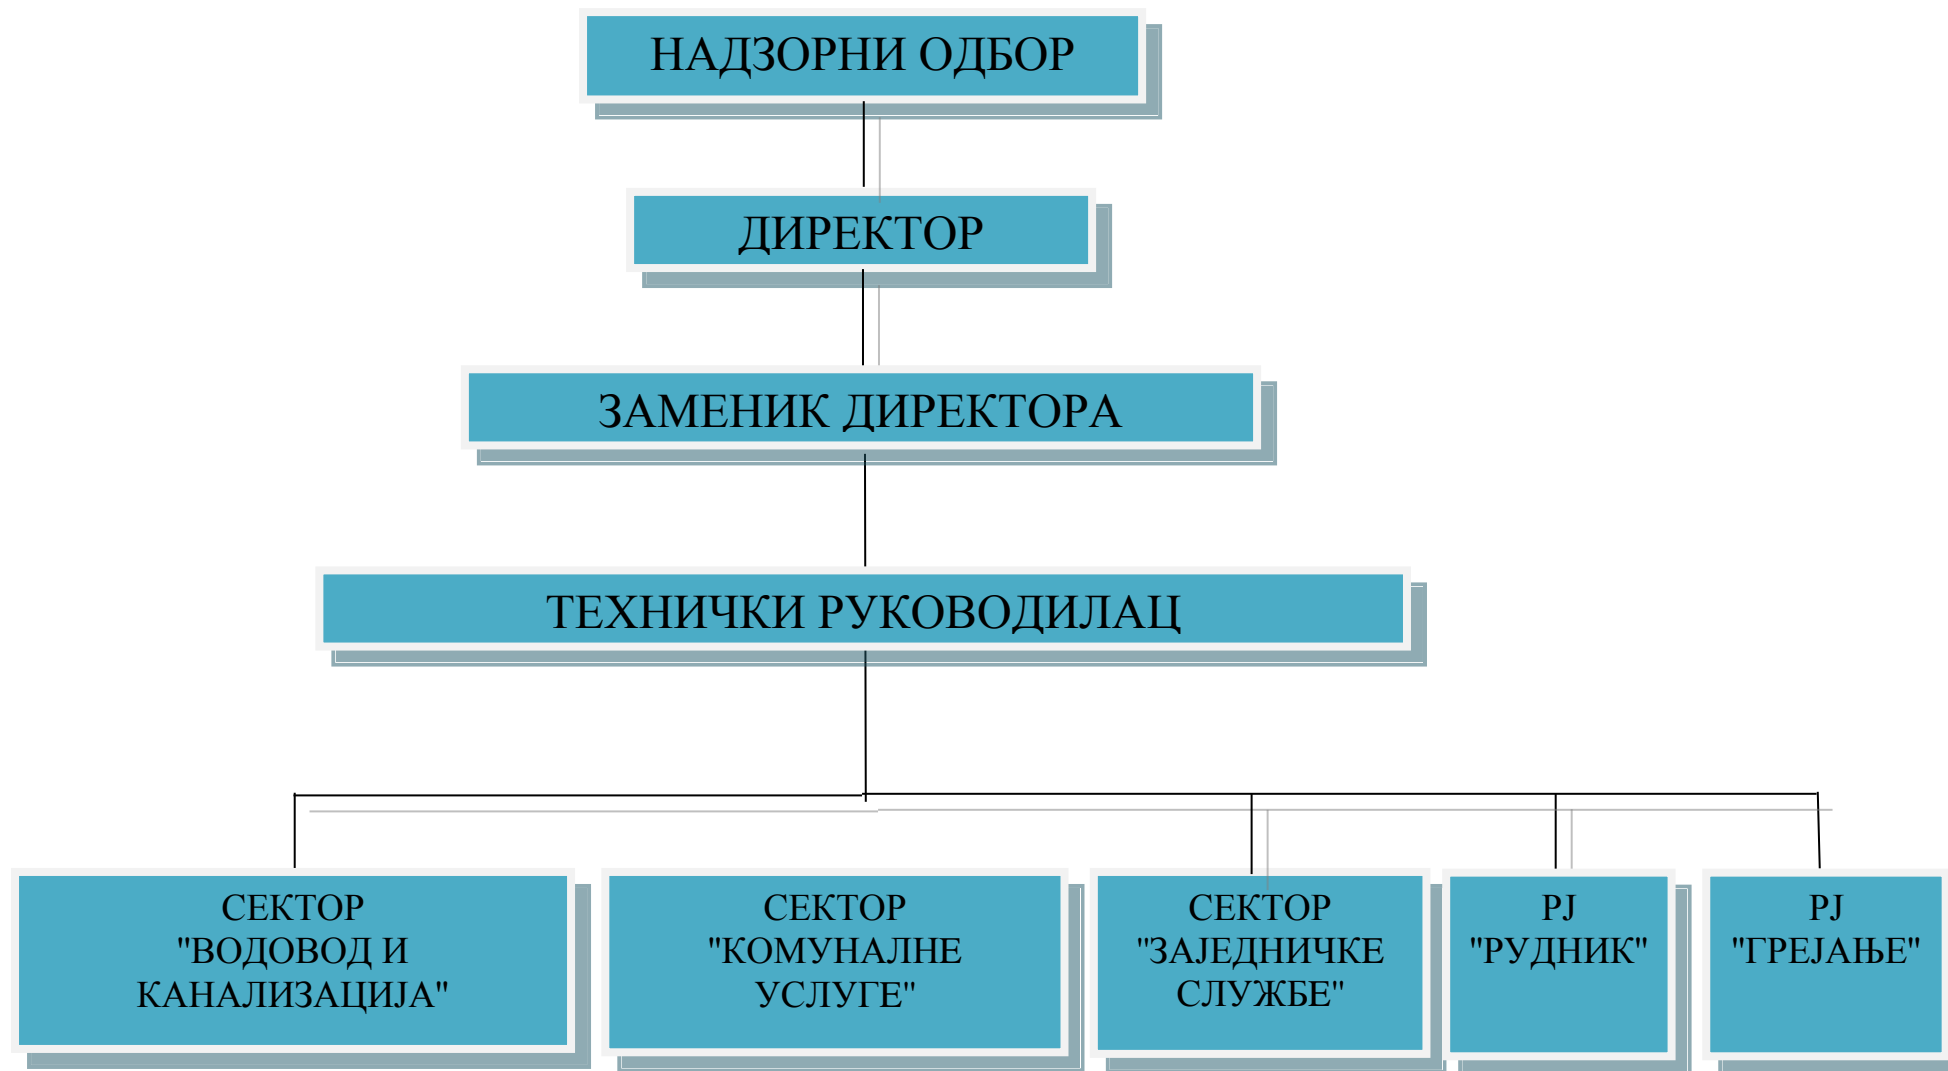 НАДЗОРНИ ОДБОР
ДИРЕКТОР
ЗАМЕНИК ДИРЕКТОРА
ТЕХНИЧКИ РУКОВОДИЛАЦ
СЕКТОР
"ВОДОВОД И
КАНАЛИЗАЦИЈА"
СЕКТОР
"КОМУНАЛНЕ
УСЛУГЕ"
СЕКТОР
"ЗАЈЕДНИЧКЕ
СЛУЖБЕ"
РЈ
"РУДНИК"
РЈ
"ГРЕЈАЊЕ"